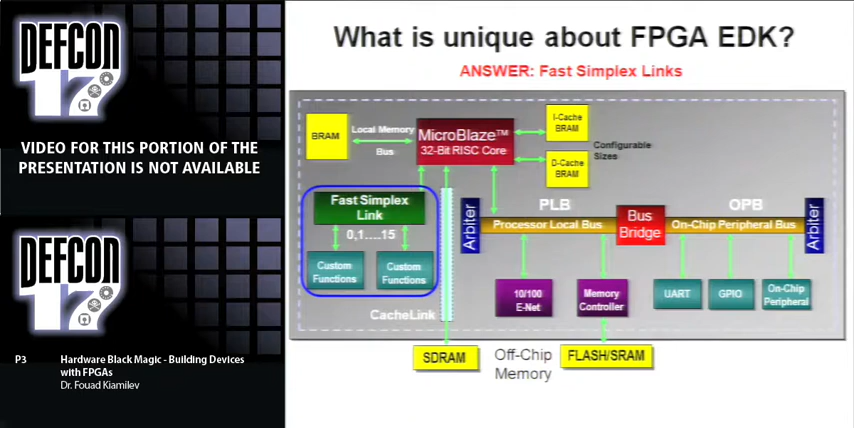 DEFCON
17
VIDEO FOR THIS PORTION OF THE
PRESENTATION IS NOT AVAILABLE
DEFCON
17
P3 Hardware Black Magic - Building Devices
with FPGAs
Dr. Fouad Kiamilev
What is unique about FPGA EDK?
ANSWER: Fast Simplex Links
BRAM
Local Memory
Bus
MicroBlaze™
32-Bit RISC Core
I-Cache
BRAM
D-Cache
BRAM
Configurable
Sizes
Fast Simplex
Link
0,1....15
Custom
Functions
Custom
Functions
CacheLink
PLB
OPB
Arbiter
Processor Local Bus
Bus
Bridge
On-Chip Peripheral Bus
Arbiter
10/100
E-Net
Memory
Controller
UART
GPIO
On-Chip
Peripheral
SDRAM
Off-Chip
Memory
FLASH/SRAM